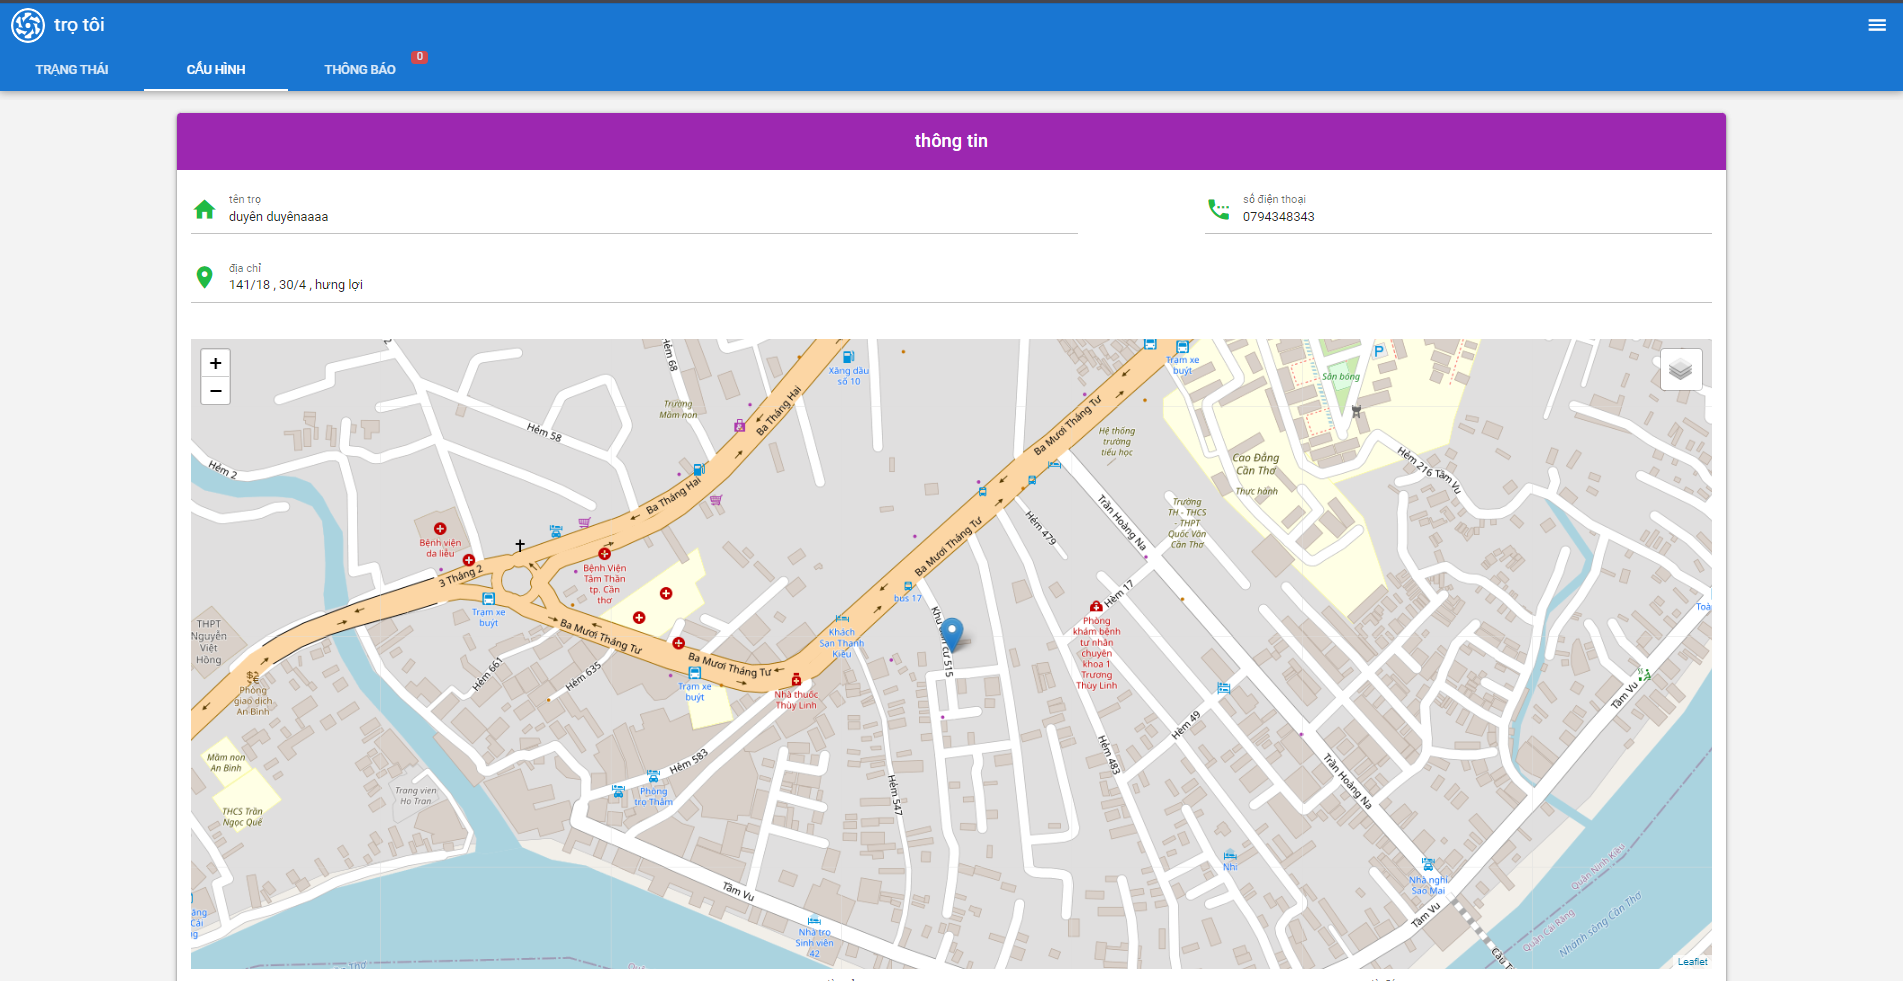 trọ tôi
TRẠNG THÁI
CẤU HÌNH
THÔNG BÁO
0
thông tin
tên trọ
duyên duyênaaaa
số điện thoại
0794348343
địa chỉ
141/18 , 30/4 , hưng lợi
+
−
Hẻm 68
Xăng dầu
số 10
Trạm xe
buýt
P
Sân bóng
Trường
Mầm non
Ba Tháng Hai
Hẻm 58
Ba Mươi Tháng Tư
Hệ thống
trường
tiểu học
Cao Đẳng
Cần Thơ
Thực hành
Hẻm 216 Tầm Vu
Hẻm 2
Ba Tháng Hai
Trần Hoàng Na
Trường
TH - THCS
- THPT
Quốc Văn
Cần Thơ
Hẻm 479
Ba Mươi Tháng Tư
Bệnh viện
da liễu
3 Tháng 2
Bệnh Viện
Tâm Thần
tp. Cần
thơ
Trạm xe
buýt
bus 17
Hẻm 17
THPT
Nguyễn
Việt
Hồng
Ba Mươi Tháng Tư
Khách
Sạn Thanh
Kiều
Khu dân cư 515
Phòng
khám bệnh
tư nhân
chuyên
khoa 1
Trương
Thùy Linh
Toà
Ba Mươi Tháng Tư
Hẻm 661
Hẻm 635
Trạm xe
buýt
Nhà thuốc
Thùy Linh
Phòng
giao dịch
An Bình
Tầm Vu
Hẻm 49
Hẻm 483
Mầm non
An Bình
Hẻm 583
Phòng
trọ Thắm
Trang viên
Họ Tran
Hẻm 547
Trần Hoàng Na
THCS Trần
Ngọc Quế
Nhi
Nhà nghỉ
Sao Mai
Quận Ninh Kiều
Quận Cái Răng
Nhánh sông Cần Thơ
Tầm Vu
Tầm Vu
Nhà trọ
Sinh viên
42
Leaflet